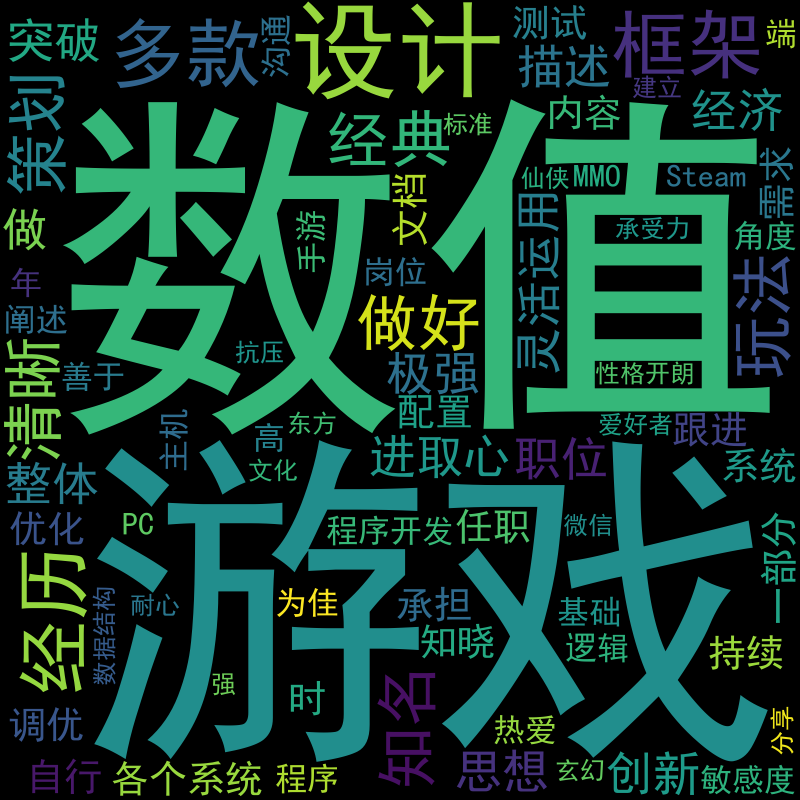 突破
多款
沟通
设计
测试
描述
框架
端
建立
策划
数值
经典
标准
内容
经济
仙侠
MMO
Steam
需求
文档
手游
灵活运用
承受力
角度
做
年
岗位
阐述
做好
玩法
清晰
善于
抗压
极强
性格开朗
配置
东方
爱好者
跟进
主机
高
文化
进取心
职位
系统
整体
优化
PC
程序开发
任职
微信
一部分
游戏
经历
数据结构
耐心
为佳
承担
知晓
基础
逻辑
持续
强
时
知名
热爱
调优
分享
自行
各个系统
程序
思想
玄幻
创新
敏感度